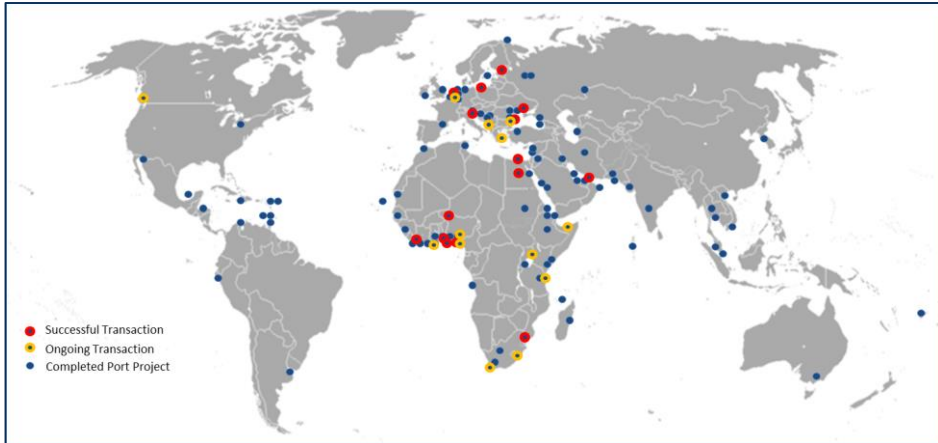 Successful Transaction
Ongoing Transaction
Completed Port Project